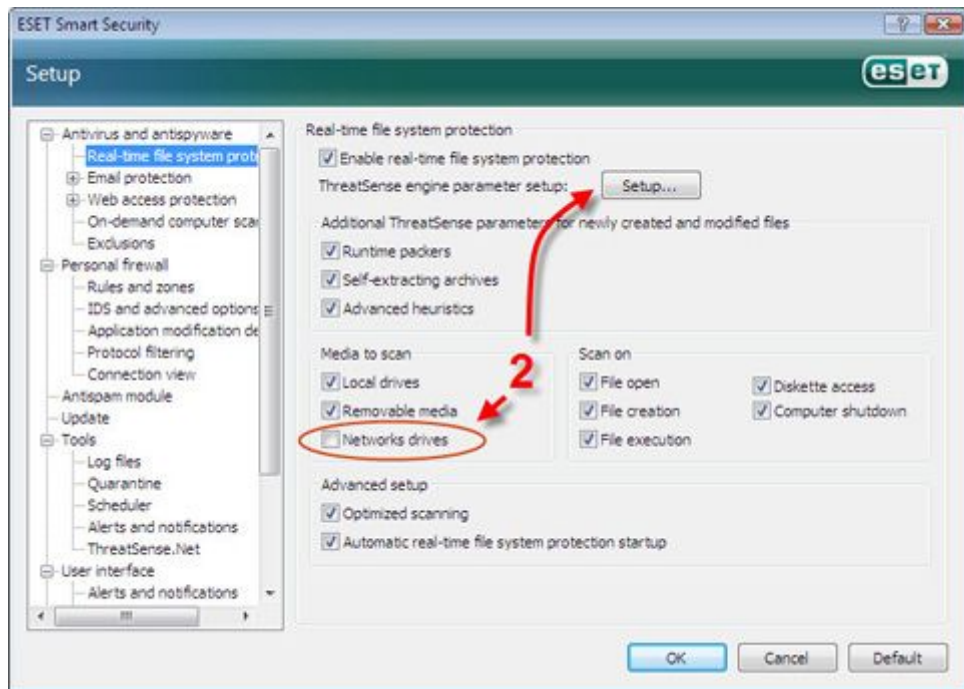 ESET Smart Security
Setup
eseT
Antivirus and antispyware
Real-time file system prot
Email protection
Web access protection
On-demand computer scar
Exclusions
Personal firewall
Rules and zones
IDS and advanced options
Application modification de
Protocol filtering
Connection view
Antispam module
Update
Tools
Log files
Quarantine
Scheduler
Alerts and notifications
ThreatSense.Net
User interface
Alerts and notifications
Real-time file system protection
Enable real-time file system protection
ThreatSense engine parameter setup:
Setup...
Additional ThreatSense parameters for newly created and modified files
Runtime packers
Self-extracting archives
Advanced heuristics
2
Media to scan
Local drives
Removable media
Networks drives
Scan on
File open
File creation
File execution
Diskette access
Computer shutdown
Advanced setup
Optimized scanning
Automatic real-time file system protection startup
OK
Cancel
Default